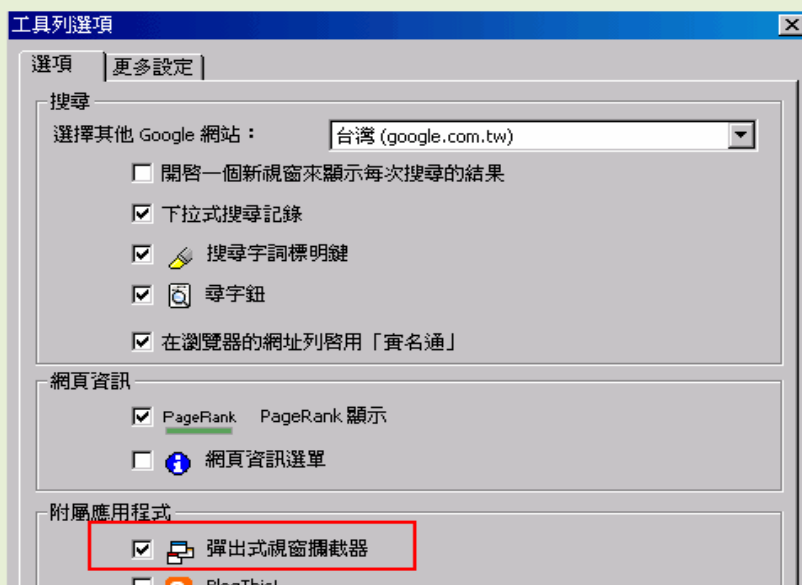 工具列選項
選項 更多設定
搜尋
選擇其他 Google 網站： 台灣 (google.com.tw)
開啓一個新視窗來顯示每次搜尋的結果
下拉式搜尋記錄
搜尋字詞標明鍵
尋字鈕
在瀏覽器的網址列啓用「實名通」
網頁資訊
PageRank PageRank 顯示
網頁資訊選單
附屬應用程式
彈出式視窗攔截器
BlogThis!